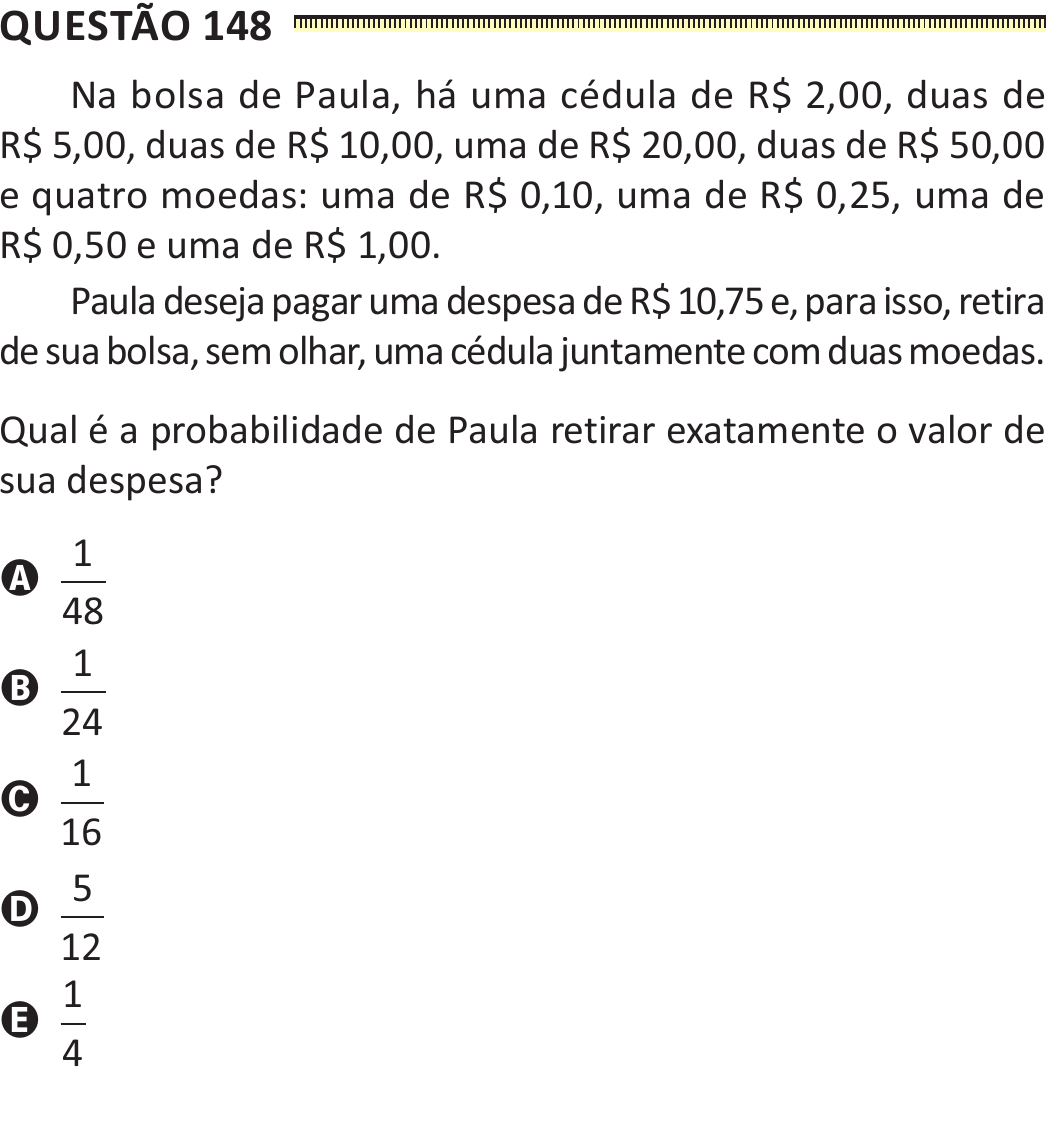 QUESTÃO 148
Na bolsa de Paula, há uma cédula de R$ 2,00, duas de
R$ 5,00, duas de R$ 10,00, uma de R$ 20,00, duas de R$ 50,00
e quatro moedas: uma de R$ 0,10, uma de R$ 0,25, uma de
R$ 0,50 e uma de R$ 1,00.
Paula deseja pagar uma despesa de R$ 10,75 e, para isso, retira
de sua bolsa, sem olhar, uma cédula juntamente com duas moedas.
Qual é a probabilidade de Paula retirar exatamente o valor de
sua despesa?
A 1/48
B 1/24
C 1/16
D 5/12
E 1/4